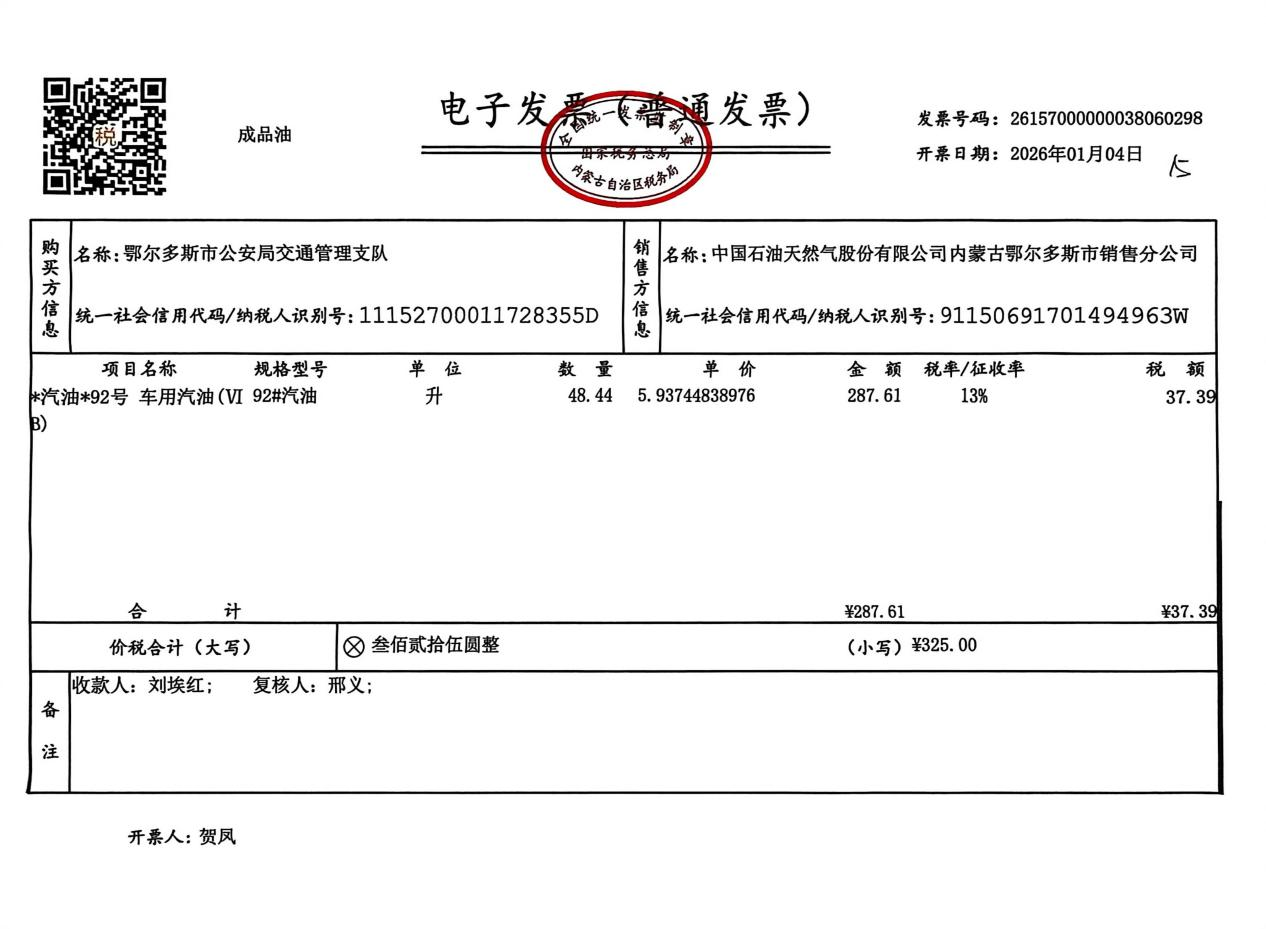 电子发票（普通发票）
税
成品油
全国统一发票监制章
国家税务总局
内蒙古自治区税务局
发票号码：26157000000038060298
开票日期：2026年01月04日
15
购买方信息
名称：鄂尔多斯市公安局交通管理支队
统一社会信用代码/纳税人识别号：11152700011728355D
销售方信息
名称：中国石油天然气股份有限公司内蒙古鄂尔多斯市销售分公司
统一社会信用代码/纳税人识别号：91150691701494963W
项目名称 规格型号 单 位 数 量 单 价 金 额 税率/征收率 税 额
*汽油*92号 车用汽油(VI 92#汽油 升 48.44 5.93744838976 287.61 13% 37.39
B)
合 计 ¥287.61 ¥37.39
价税合计（大写） ⊗叁佰贰拾伍圆整 （小写）¥325.00
备注
收款人：刘埃红; 复核人：邢义;
开票人：贺凤